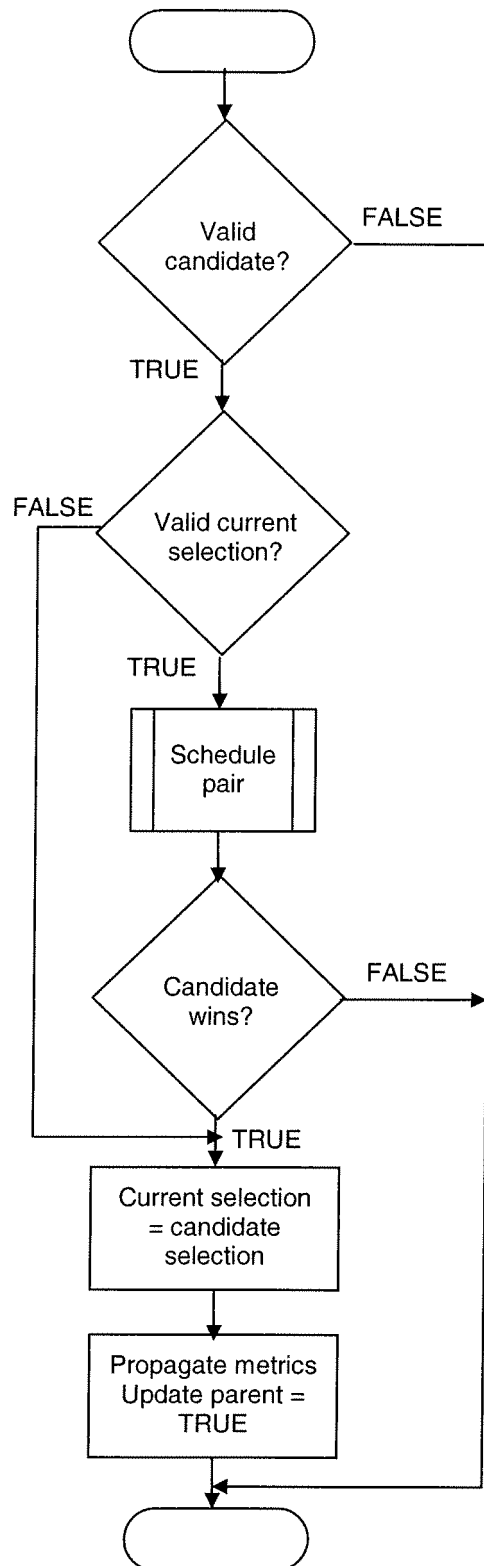 Valid
candidate?
FALSE
TRUE
FALSE
Valid current
selection?
TRUE
Schedule
pair
Candidate
wins?
FALSE
TRUE
Current selection
= candidate
selection
Propagate metrics
Update parent =
TRUE